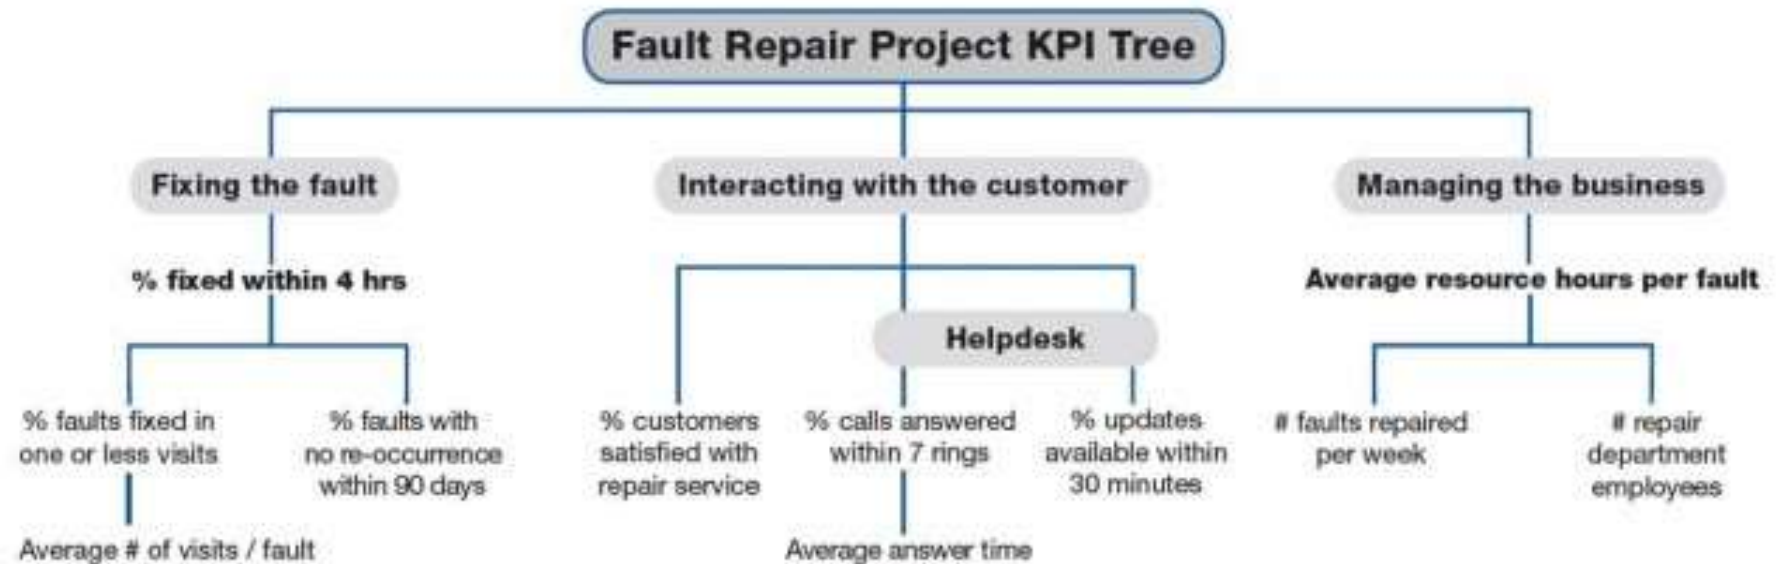 Fault Repair Project KPI Tree
Fixing the fault
Interacting with the customer
Managing the business
% fixed within 4 hrs
Average resource hours per fault
Helpdesk
% faults fixed in
one or less visits
% faults with
no re-occurrence
within 90 days
% customers
satisfied with
repair service
% calls answered
within 7 rings
% updates
available within
30 minutes
# faults repaired
per week
# repair
department
employees
Average # of visits / fault
Average answer time